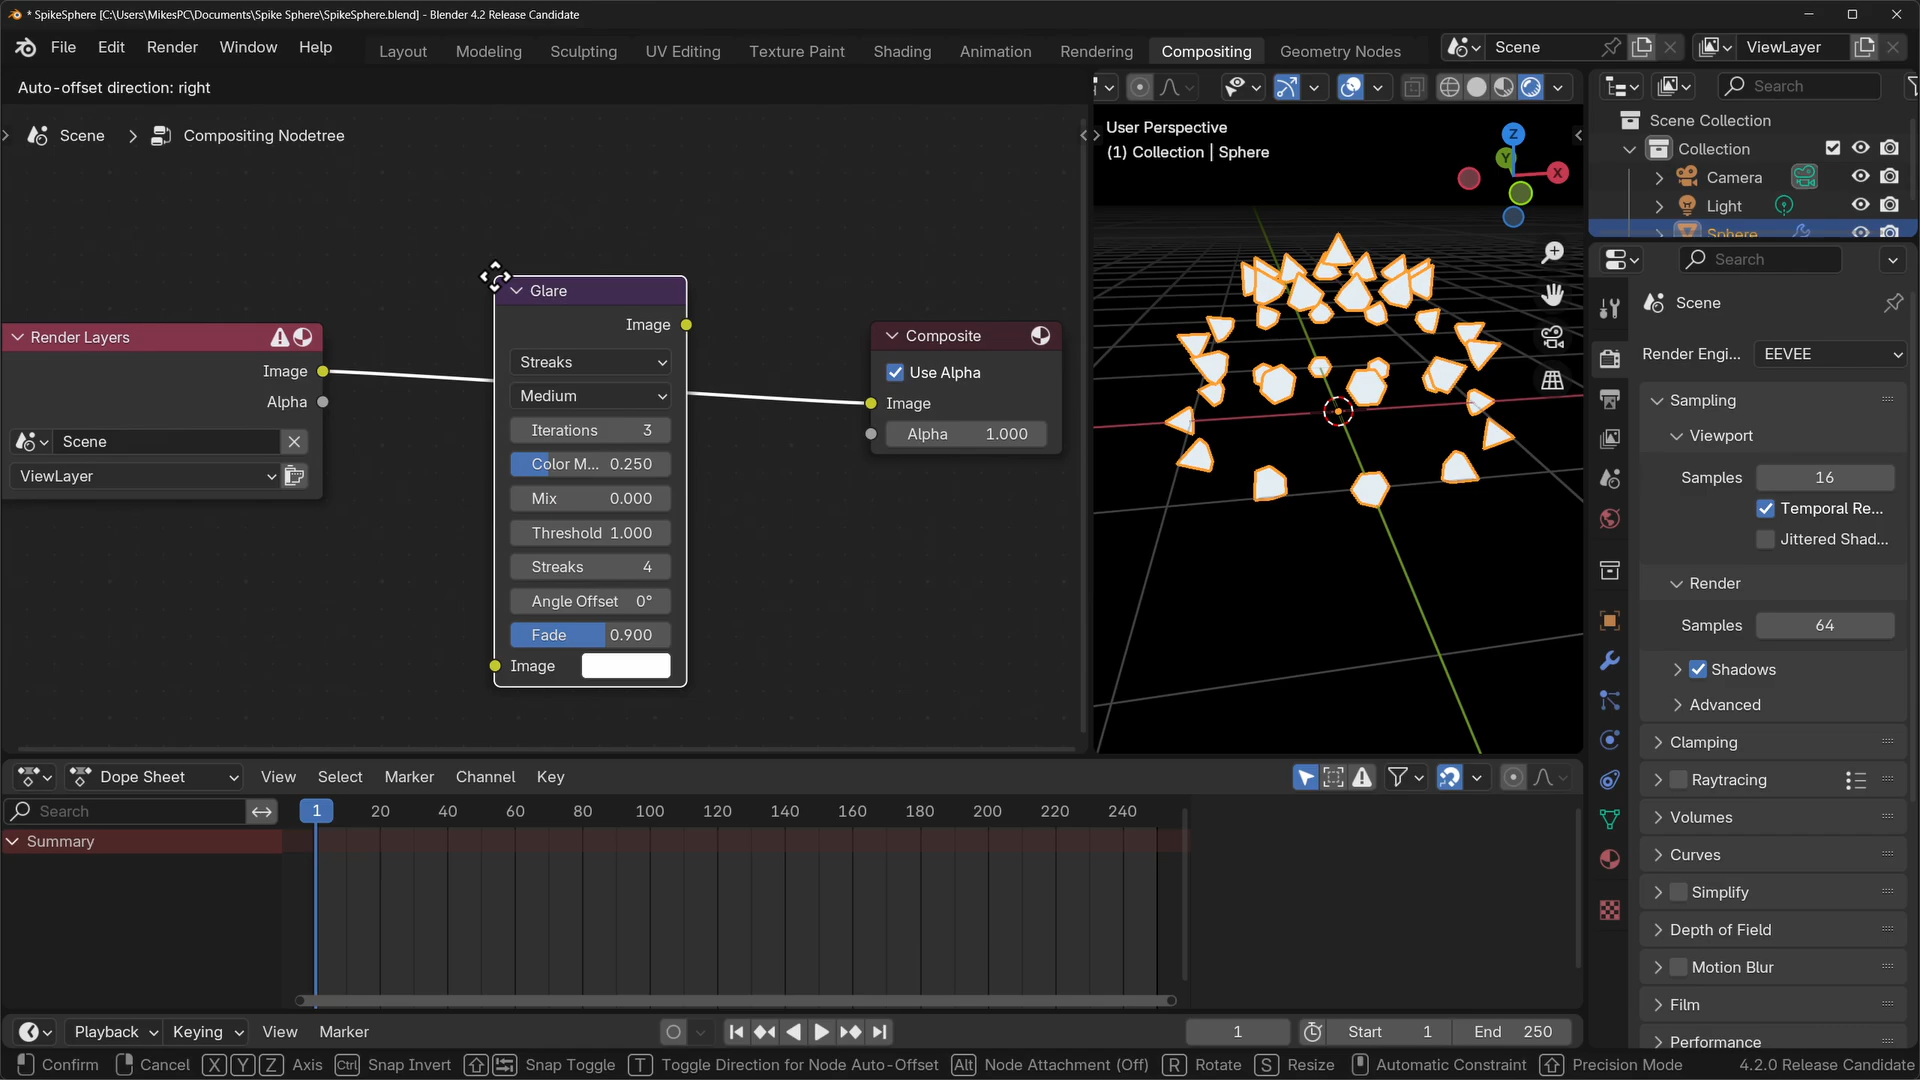 * SpikeSphere [C:\Users\MikesPC\Documents\Spike Sphere\SpikeSphere.blend] - Blender 4.2 Release Candidate
File Edit Render Window Help Layout Modeling Sculpting UV Editing Texture Paint Shading Animation Rendering Compositing Geometry Nodes Scene ViewLayer
Auto-offset direction: right
Scene > Compositing Nodetree
Render Layers
Image
Alpha
Scene
ViewLayer
Glare
Image
Streaks
Medium
Iterations 3
Color M... 0.250
Mix 0.000
Threshold 1.000
Streaks 4
Angle Offset 0°
Fade 0.900
Image
Composite
Use Alpha
Image
Alpha 1.000
User Perspective
(1) Collection | Sphere
Z
Y
X
Search
Scene Collection
Collection
Camera
Light
Sphere
Search
Scene
Render Engi... EEVEE
Sampling
Viewport
Samples 16
Temporal Re...
Jittered Shad...
Render
Samples 64
Shadows
Advanced
Clamping
Raytracing
Volumes
Curves
Simplify
Depth of Field
Motion Blur
Film
Performance
Dope Sheet View Select Marker Channel Key
Search
1 20 40 60 80 100 120 140 160 180 200 220 240
Summary
Playback Keying View Marker 1 Start 1 End 250
Confirm Cancel X Y Z Axis Ctrl Snap Invert Snap Toggle T Toggle Direction for Node Auto-Offset Alt Node Attachment (Off) R Rotate S Resize Automatic Constraint Precision Mode 4.2.0 Release Candidate